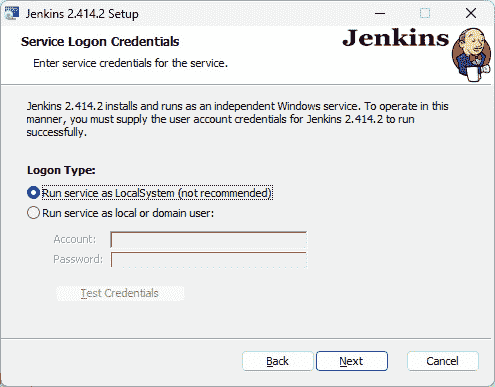 Jenkins 2.414.2 Setup
Service Logon Credentials
Enter service credentials for the service.
Jenkins
Jenkins 2.414.2 installs and runs as an independent Windows service. To operate in this
manner, you must supply the user account credentials for Jenkins 2.414.2 to run
successfully.
Logon Type:
Run service as LocalSystem (not recommended)
Run service as local or domain user:
Account:
Password:
Test Credentials
Back Next Cancel